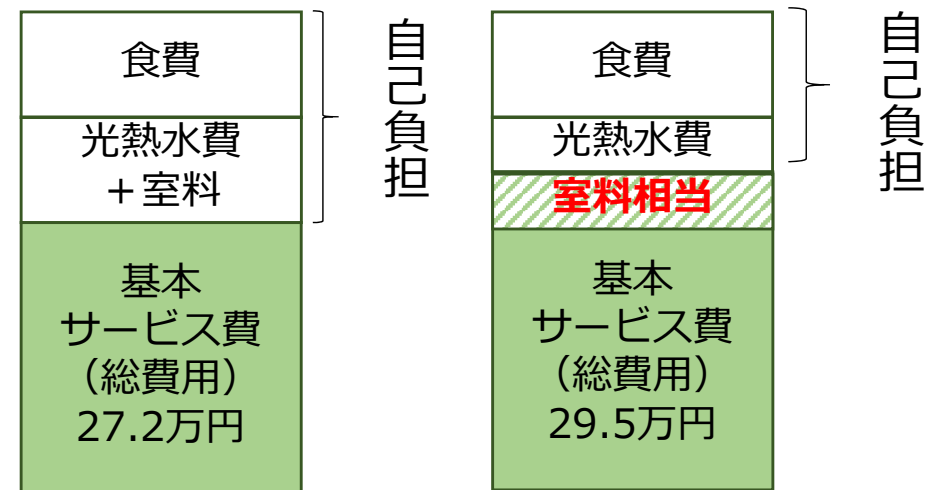 食費
光熱水費
＋室料
基本
サービス費
（総費用）
27.2万円
自己負担
食費
光熱水費
室料相当
基本
サービス費
（総費用）
29.5万円
自己負担